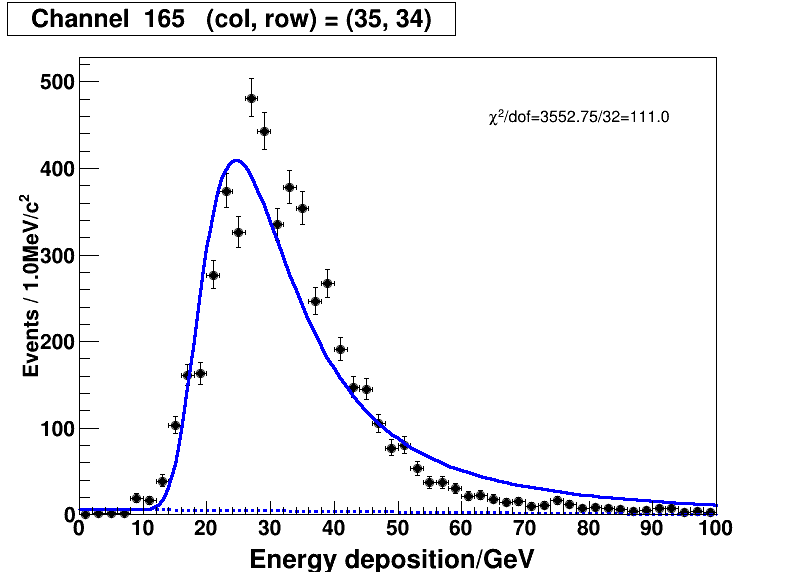 Channel 165 (col, row) = (35, 34)
χ²/dof=3552.75/32=111.0
Events / 1.0MeV/c²
500
400
300
200
100
0
0 10 20 30 40 50 60 70 80 90 100
Energy deposition/GeV